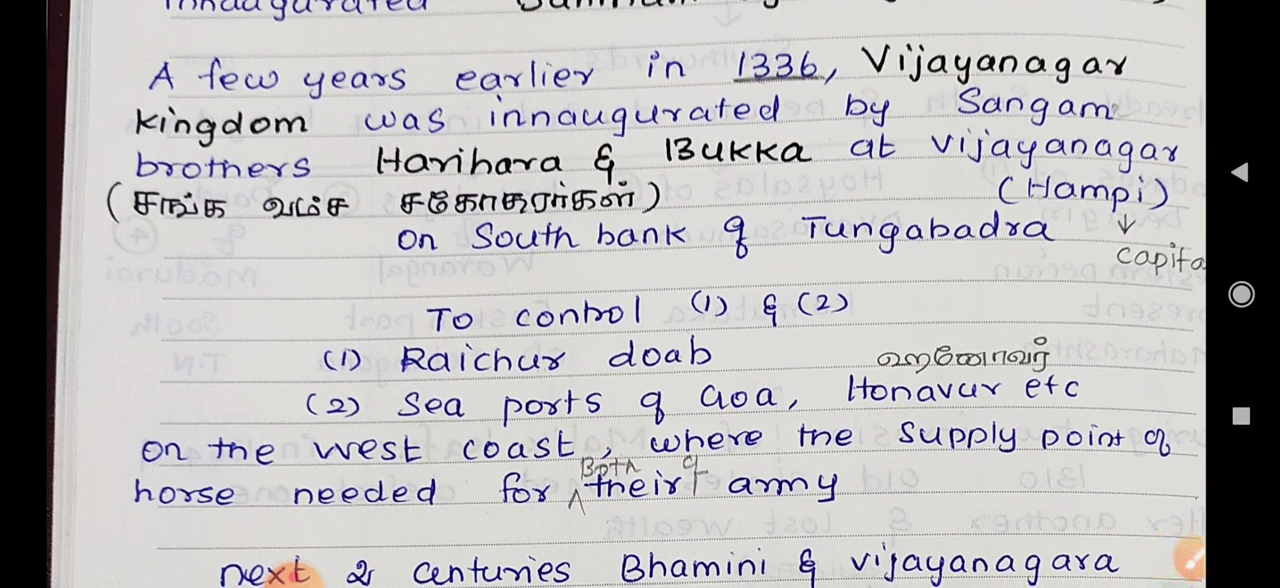 A few years earlier in 1336, Vijayanagar
kingdom was innaugurated by Sangam
brothers Harihara & Bukka at Vijayanagar
(சங்க வம்ச சகோதரர்கள்) (Hampi)
on South bank of Tungabadra ↓
capita
To control (1) & (2)
(1) Raichur doab ஹொனோவர்
(2) Sea ports of Goa, Honavur etc
on the west coast, where the supply point of
horse needed for Both their of army
next 2 centuries Bhamini & vijayanagara